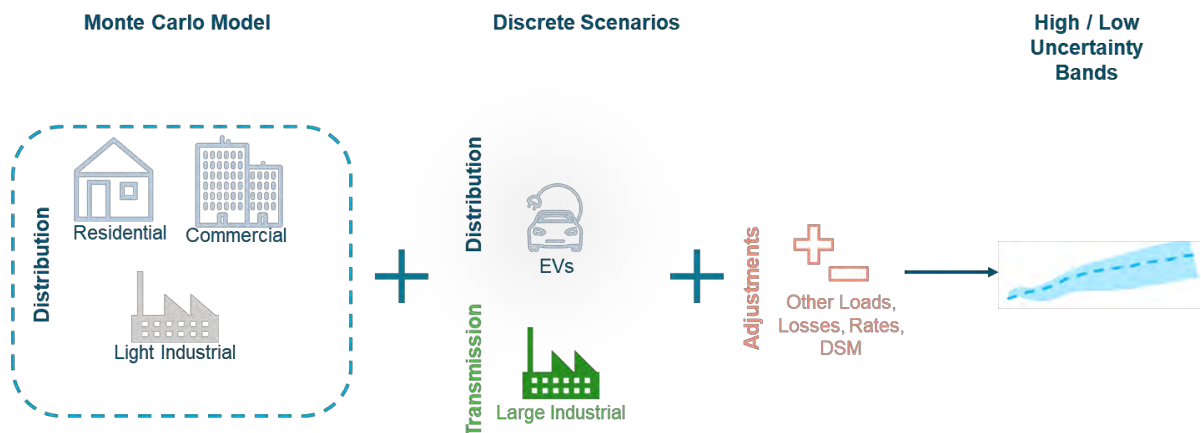 Monte Carlo Model
Discrete Scenarios
High / Low
Uncertainty
Bands
Distribution
Residential
Commercial
Light Industrial
Distribution
EVs
Transmission
Large Industrial
Adjustments
Other Loads,
Losses, Rates,
DSM